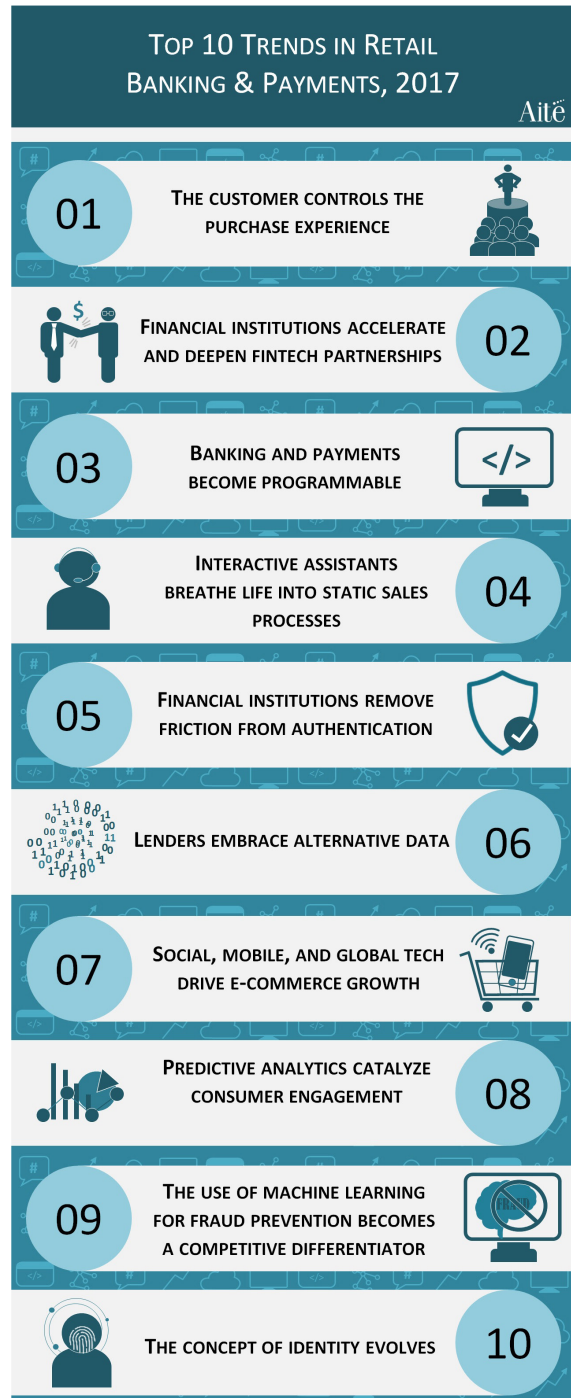 TOP 10 TRENDS IN RETAIL
BANKING & PAYMENTS, 2017
Aitë
01
THE CUSTOMER CONTROLS THE
PURCHASE EXPERIENCE
$
FINANCIAL INSTITUTIONS ACCELERATE
AND DEEPEN FINTECH PARTNERSHIPS
02
03
BANKING AND PAYMENTS
BECOME PROGRAMMABLE
</>
INTERACTIVE ASSISTANTS
BREATHE LIFE INTO STATIC SALES
PROCESSES
04
05
FINANCIAL INSTITUTIONS REMOVE
FRICTION FROM AUTHENTICATION
LENDERS EMBRACE ALTERNATIVE DATA
06
07
SOCIAL, MOBILE, AND GLOBAL TECH
DRIVE E-COMMERCE GROWTH
PREDICTIVE ANALYTICS CATALYZE
CONSUMER ENGAGEMENT
08
09
THE USE OF MACHINE LEARNING
FOR FRAUD PREVENTION BECOMES
A COMPETITIVE DIFFERENTIATOR
FRAUD
THE CONCEPT OF IDENTITY EVOLVES
10